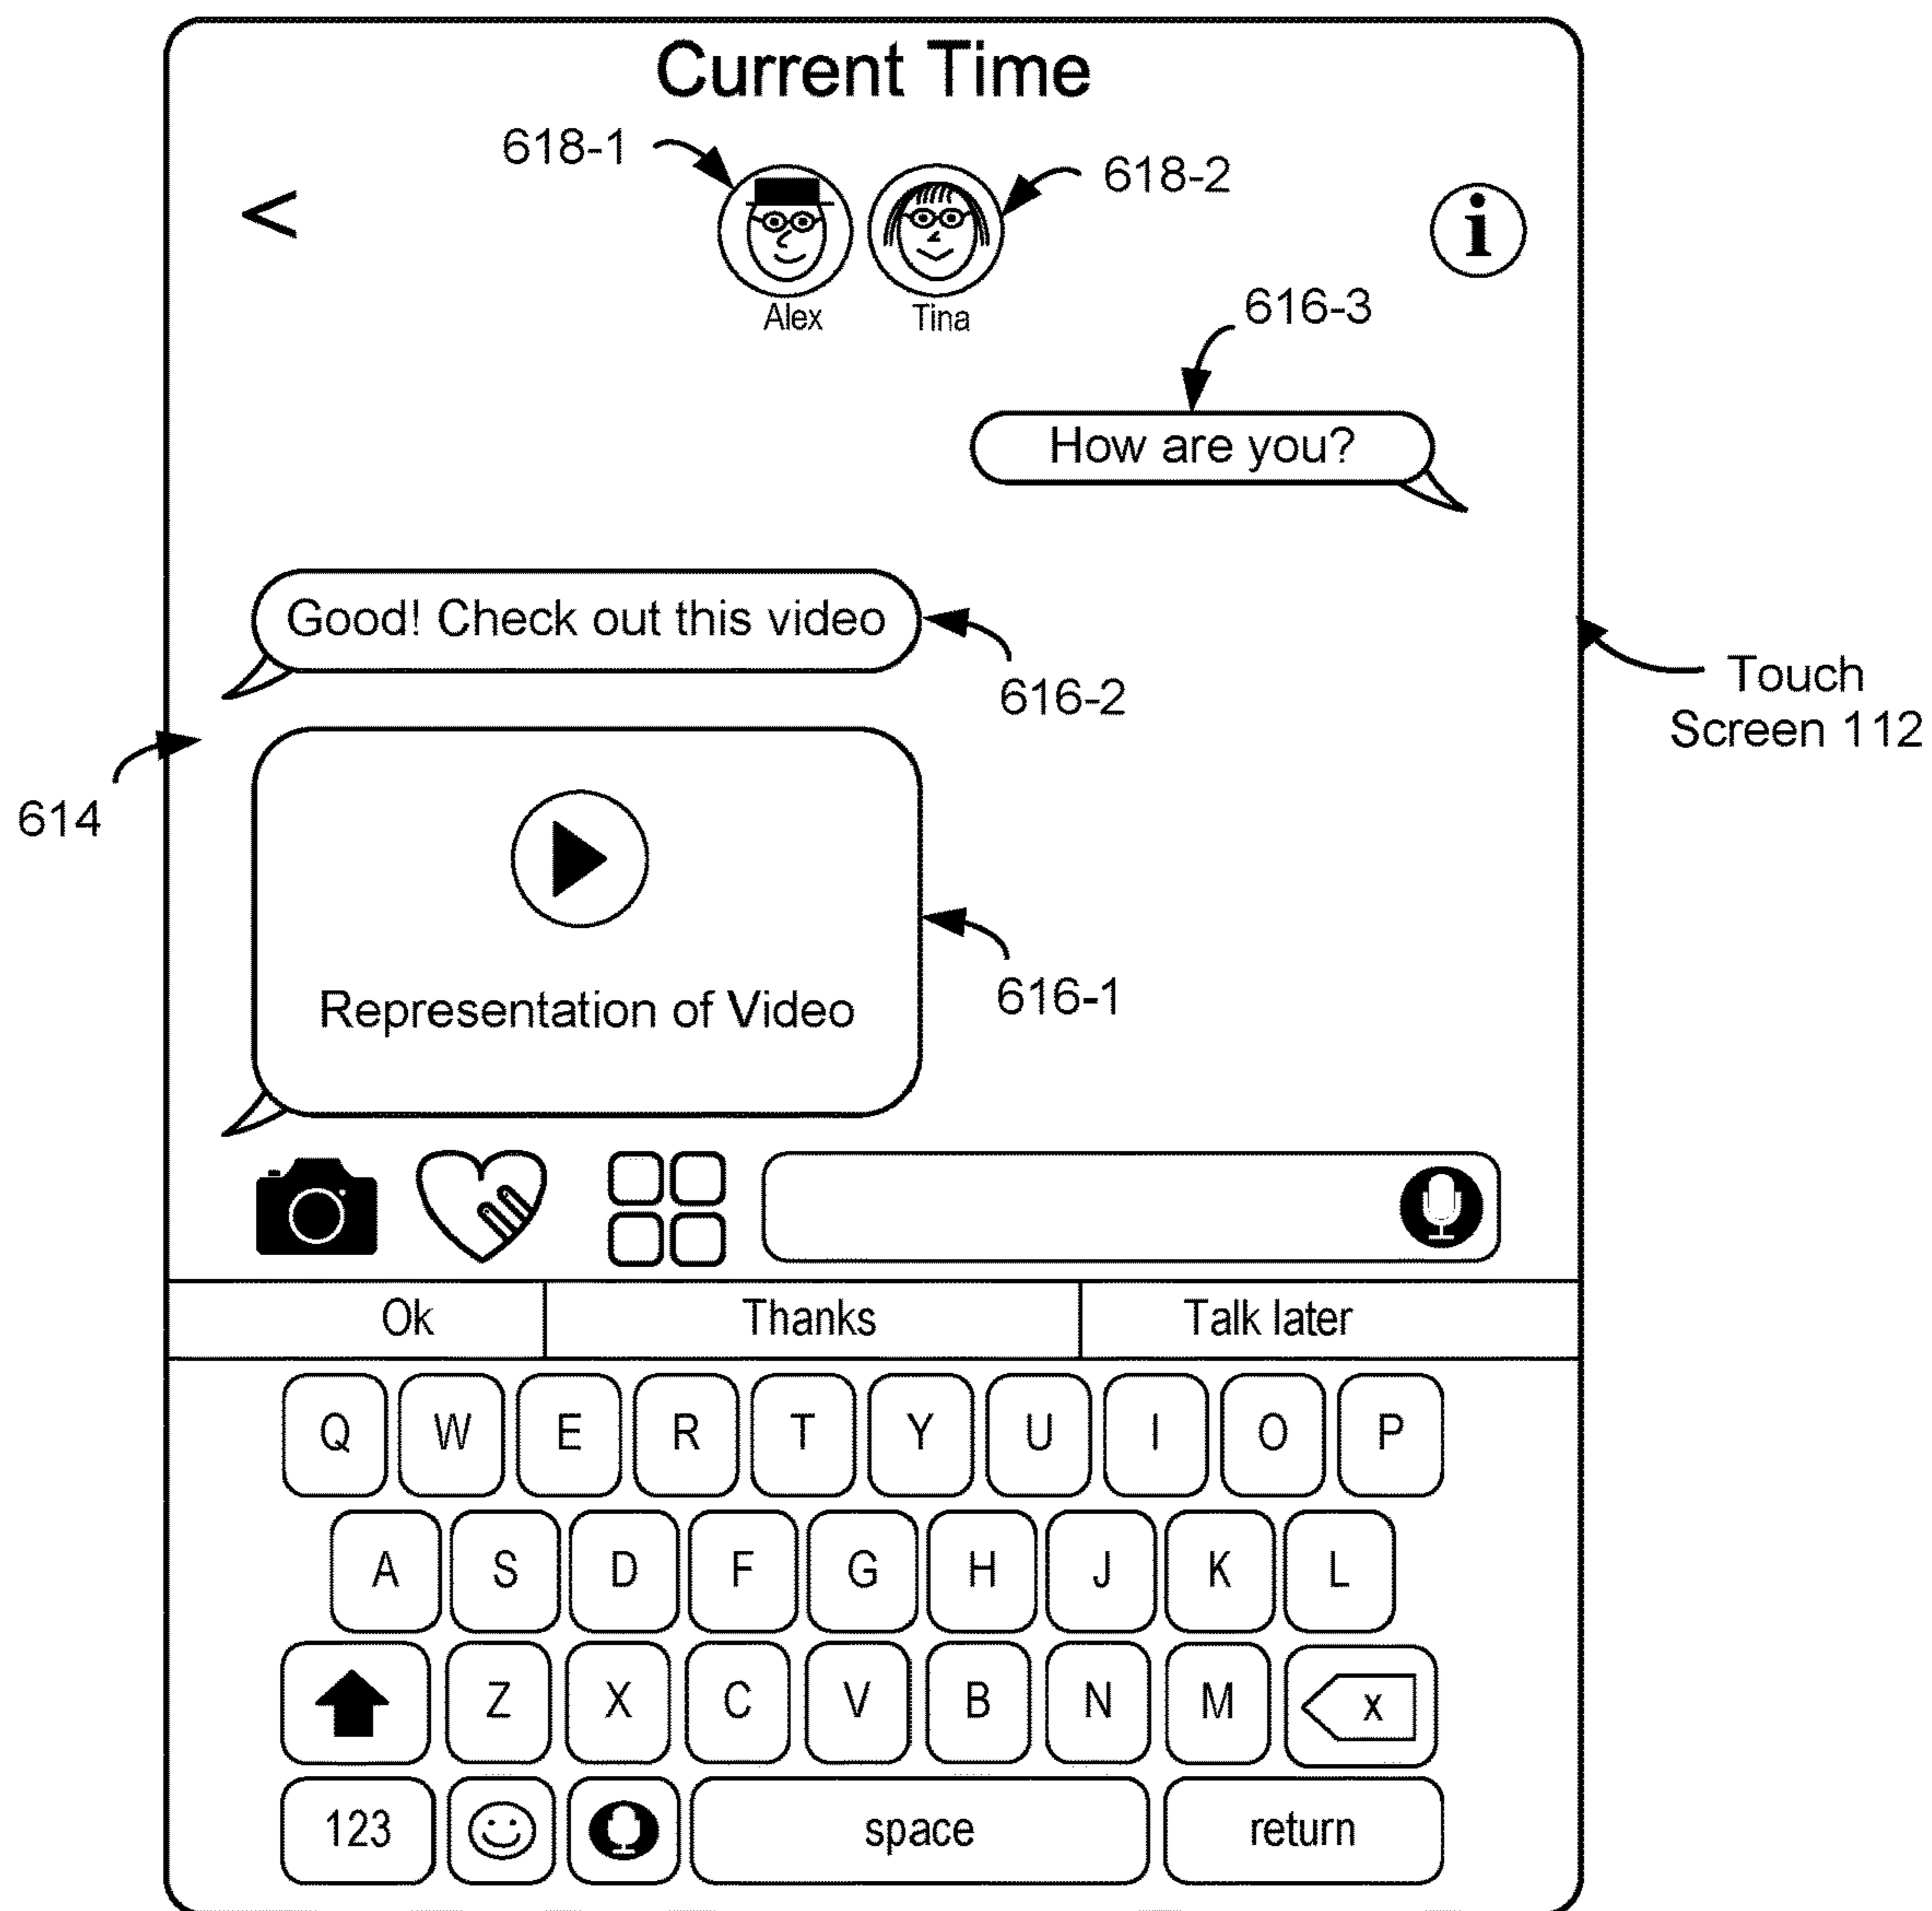 Current Time
618-1
618-2
<
i
Alex Tina
616-3
How are you?
Good! Check out this video
616-2
Touch
Screen 112
614
616-1
Representation of Video
Ok Thanks Talk later
Q W E R T Y U I O P
A S D F G H J K L
Z X C V B N M x
123 space return